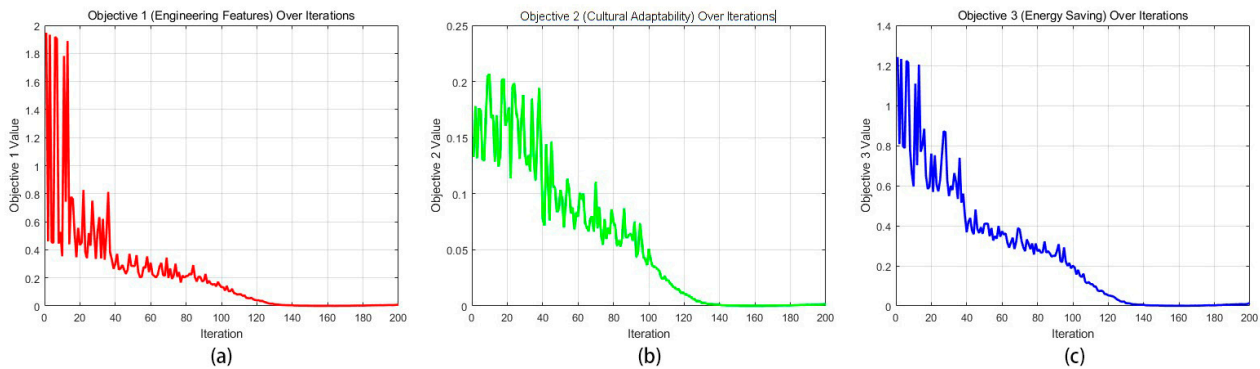 Objective 1 (Engineering Features) Over Iterations
2
1.8
1.6
1.4
1.2
1
0.8
0.6
0.4
0.2
0
Objective 1 Value
0 20 40 60 80 100 120 140 160 180 200
Iteration
(a)
Objective 2 (Cultural Adaptability) Over Iterations
0.25
0.2
0.15
0.1
0.05
0
Objective 2 Value
0 20 40 60 80 100 120 140 160 180 200
Iteration
(b)
Objective 3 (Energy Saving) Over Iterations
1.4
1.2
1
0.8
0.6
0.4
0.2
0
Objective 3 Value
0 20 40 60 80 100 120 140 160 180 200
Iteration
(c)